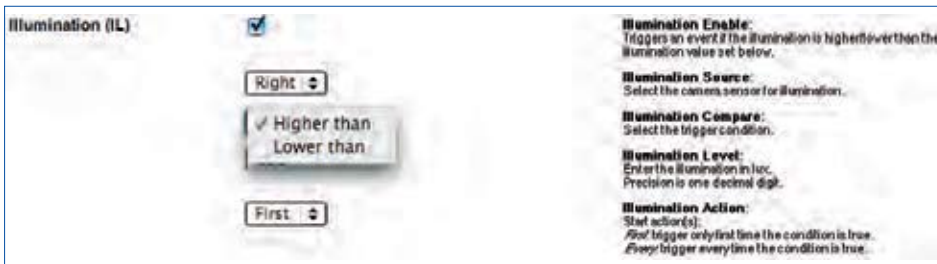 Illumination (IL)
Illumination Enable:
Triggers an event if the illumination is higher/lower than the
illumination value set below.
Right
Illumination Source:
Select the camera sensor for illumination.
✓ Higher than
Lower than
Illumination Compare:
Select the trigger condition.
Illumination Level:
Enter the illumination in lux.
Precision is one decimal digit.
First
Illumination Action:
Start action(s):
First trigger only first time the condition is true.
Every trigger every time the condition is true.